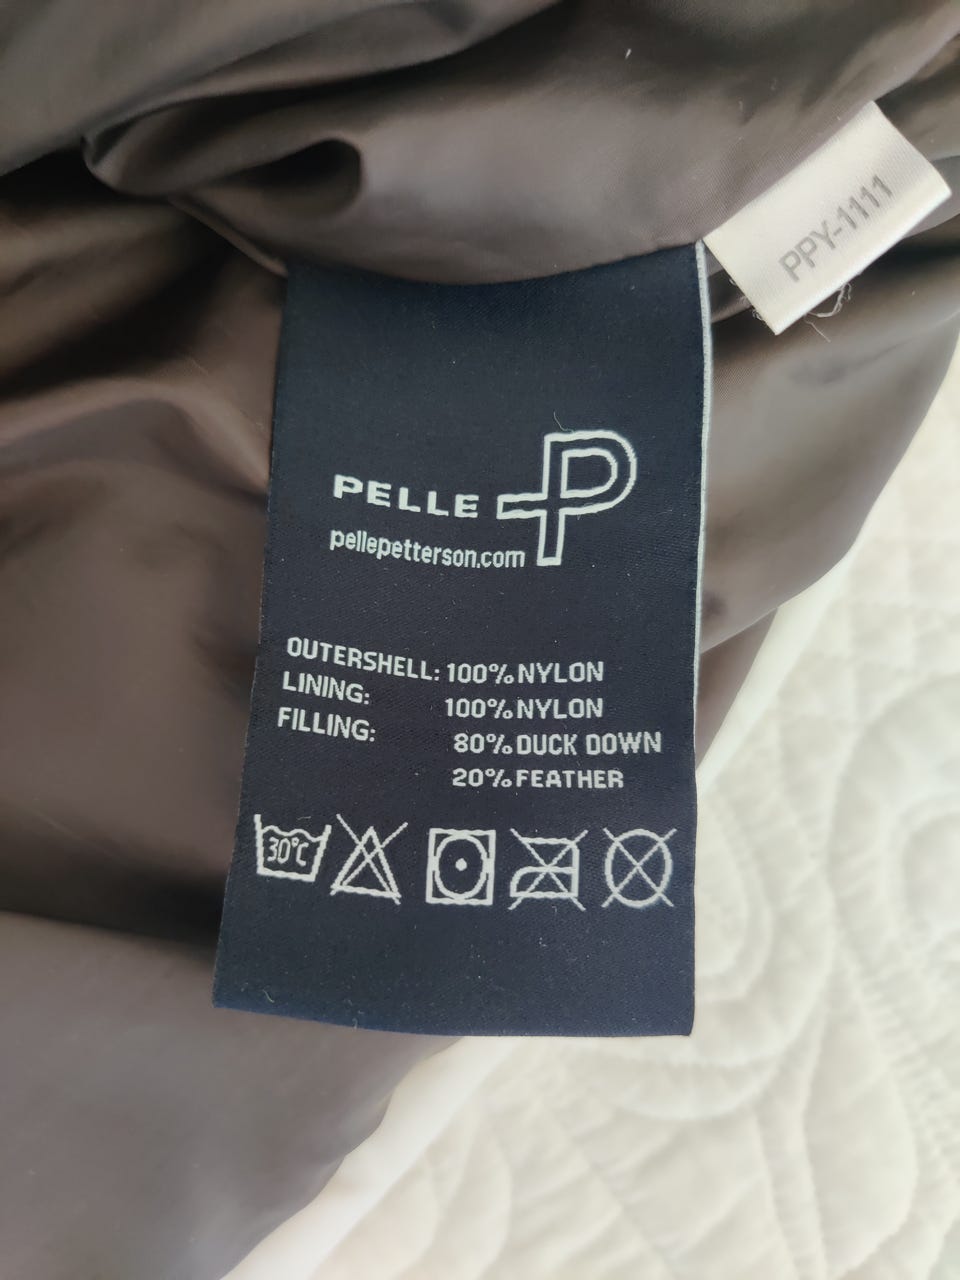 PPY-1111
PELLE P
pellepetterson.com
OUTERSHELL: 100% NYLON
LINING: 100% NYLON
FILLING: 80% DUCK DOWN
20% FEATHER
30°C